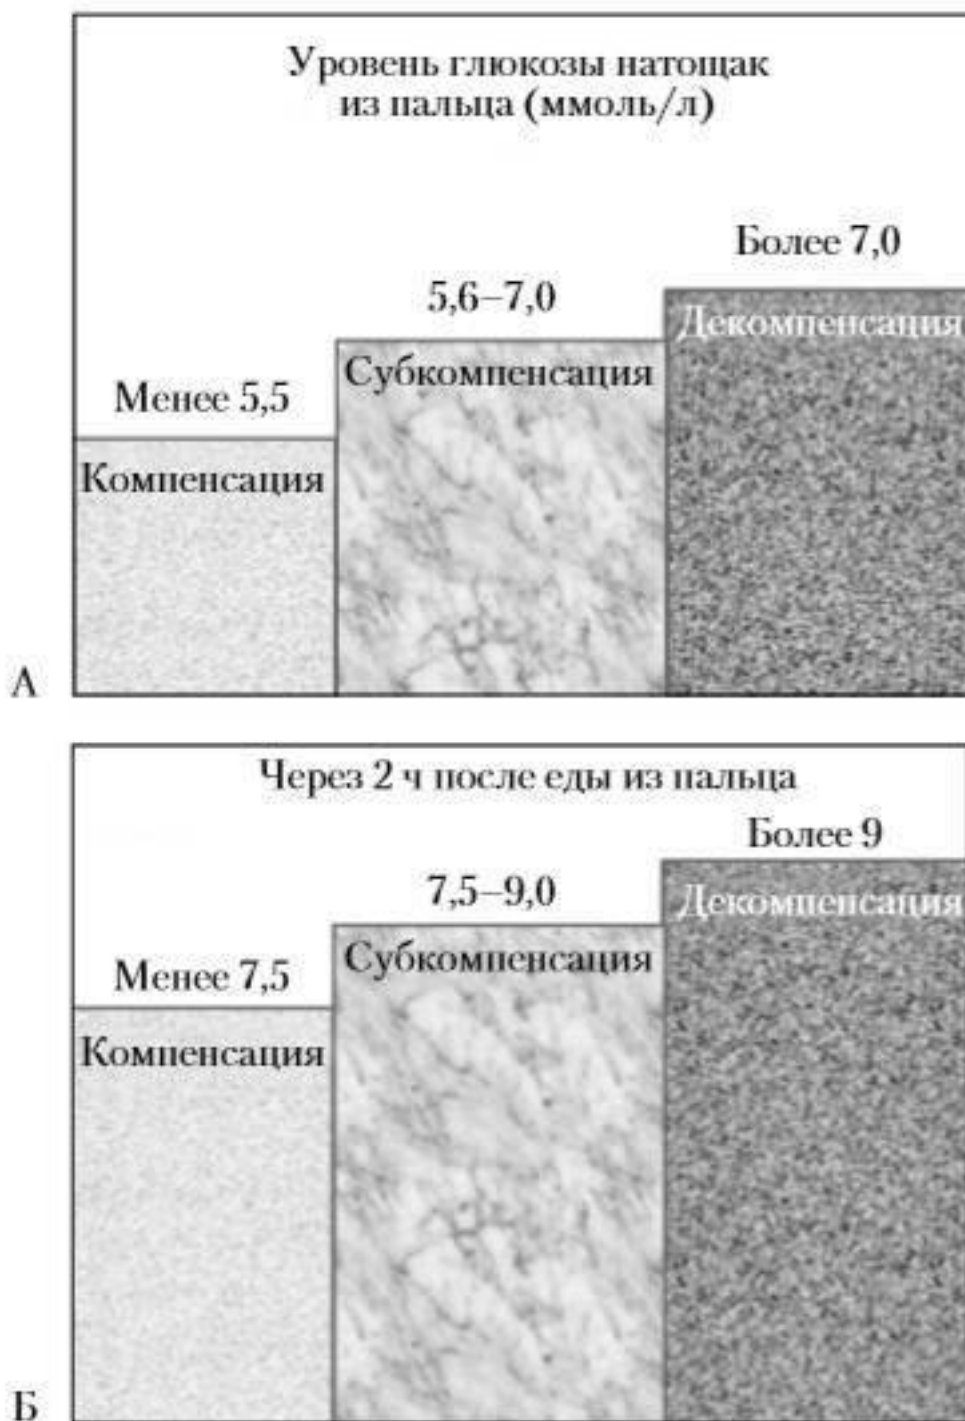 Уровень глюкозы натощак
из пальца (ммоль/л)
Более 7,0
5,6–7,0
Декомпенсация
Субкомпенсация
Менее 5,5
Компенсация
А
Через 2 ч после еды из пальца
Более 9
7,5–9,0
Декомпенсация
Субкомпенсация
Менее 7,5
Компенсация
Б